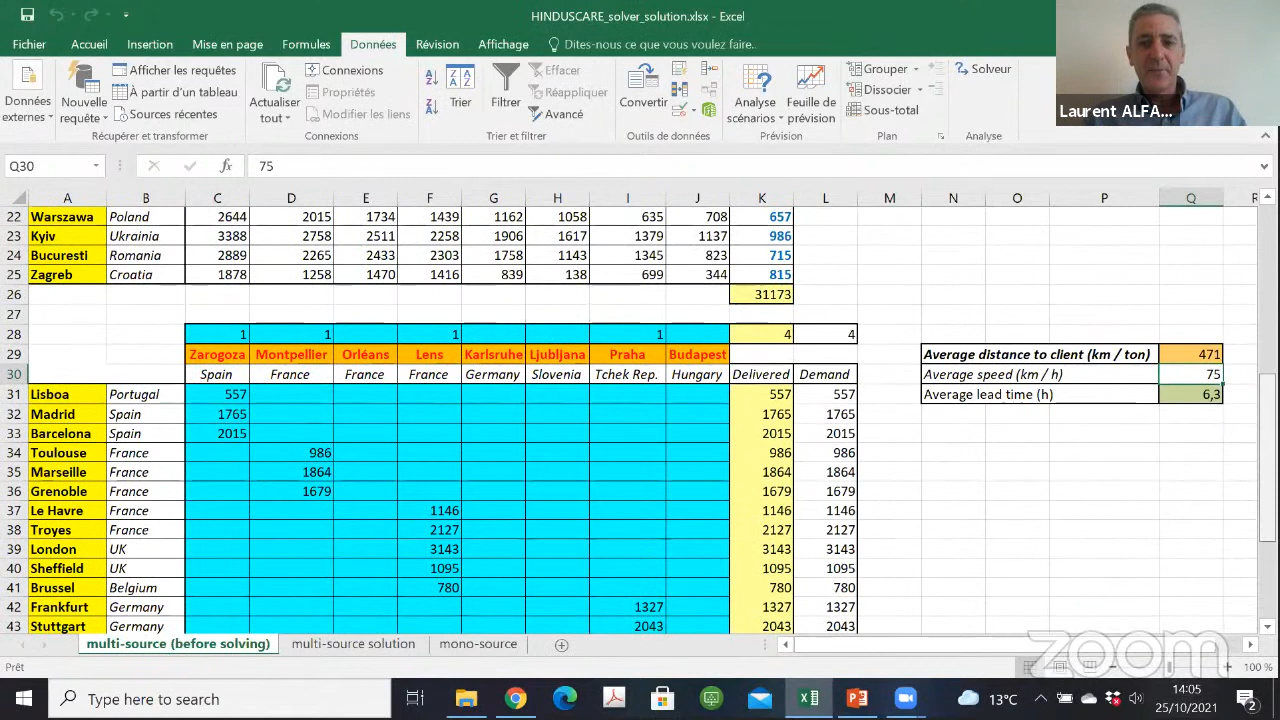 HINDUSCARE_solver_solution.xlsx - Excel
Fichier Accueil Insertion Mise en page Formules Données Révision Affichage Dites-nous ce que vous voulez faire...
Données externes
Nouvelle requête
Afficher les requêtes
À partir d'un tableau
Sources récentes
Récupérer et transformer
Actualiser tout
Connexions
Propriétés
Modifier les liens
Connexions
Trier
Filtrer
Effacer
Réappliquer
Avancé
Trier et filtrer
Convertir
Outils de données
Analyse scénarios
Feuille de prévision
Prévision
Grouper
Dissocier
Sous-total
Plan
Solveur
Analyse
Laurent ALFA...
Q30 fx 75
A B C D E F G H I J K L M N O P Q R
22 Warszawa Poland 2644 2015 1734 1439 1162 1058 635 708 657
23 Kyiv Ukrainia 3388 2758 2511 2258 1906 1617 1379 1137 986
24 Bucuresti Romania 2889 2265 2433 2303 1758 1143 1345 823 715
25 Zagreb Croatia 1878 1258 1470 1416 839 138 699 344 815
26 31173
27
28 1 1 1 1 4 4
29 Zarogoza Montpellier Orléans Lens Karlsruhe Ljubljana Praha Budapest Average distance to client (km / ton) 471
30 Spain France France France Germany Slovenia Tchek Rep. Hungary Delivered Demand Average speed (km / h) 75
31 Lisboa Portugal 557 557 557 Average lead time (h) 6,3
32 Madrid Spain 1765 1765 1765
33 Barcelona Spain 2015 2015 2015
34 Toulouse France 986 986 986
35 Marseille France 1864 1864 1864
36 Grenoble France 1679 1679 1679
37 Le Havre France 1146 1146 1146
38 Troyes France 2127 2127 2127
39 London UK 3143 3143 3143
40 Sheffield UK 1095 1095 1095
41 Brussel Belgium 780 780 780
42 Frankfurt Germany 1327 1327 1327
43 Stuttgart Germany 2043 2043 2043
multi-source (before solving) multi-source solution mono-source
Prêt 100 %
zoom
Type here to search
13°C
14:05
25/10/2021
2